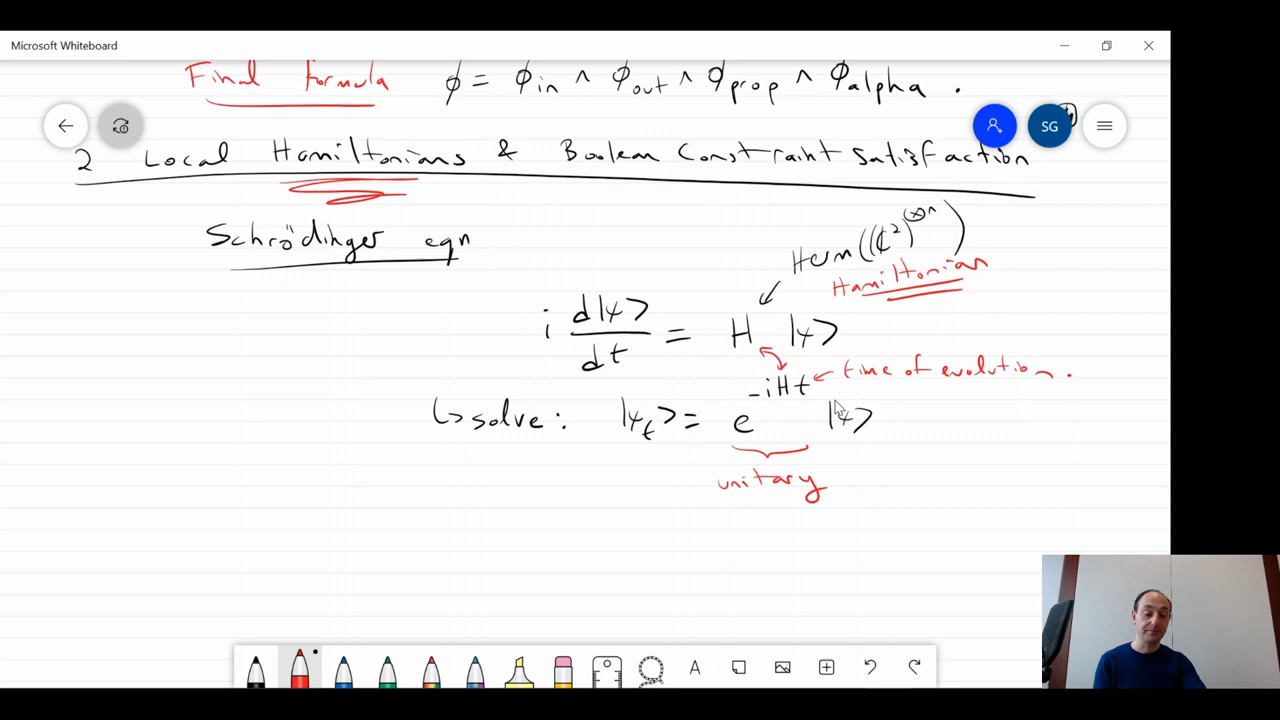 Microsoft Whiteboard
Final Formula ϕ = ϕin ∧ ϕout ∧ ϕprop ∧ ϕalpha .
SG
2 Local Hamiltonians & Boolean Constraint Satisfaction
Schrödinger eqn
Herm((ℂ²)^⊗n)
Hamiltonian
i d|ψ>/dt = H |ψ>
time of evolution.
↳ solve : |ψt> = e^-iHt |ψ>
unitary
A